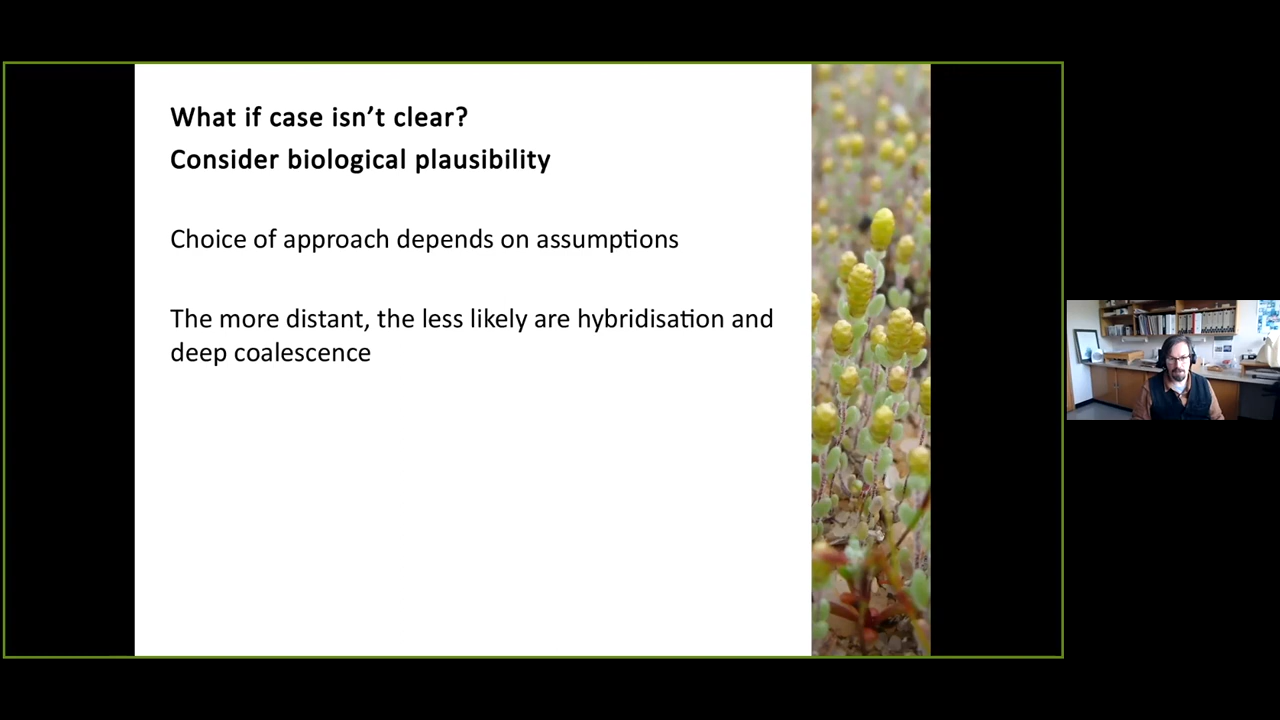 What if case isn’t clear?
Consider biological plausibility
Choice of approach depends on assumptions
The more distant, the less likely are hybridisation and
deep coalescence